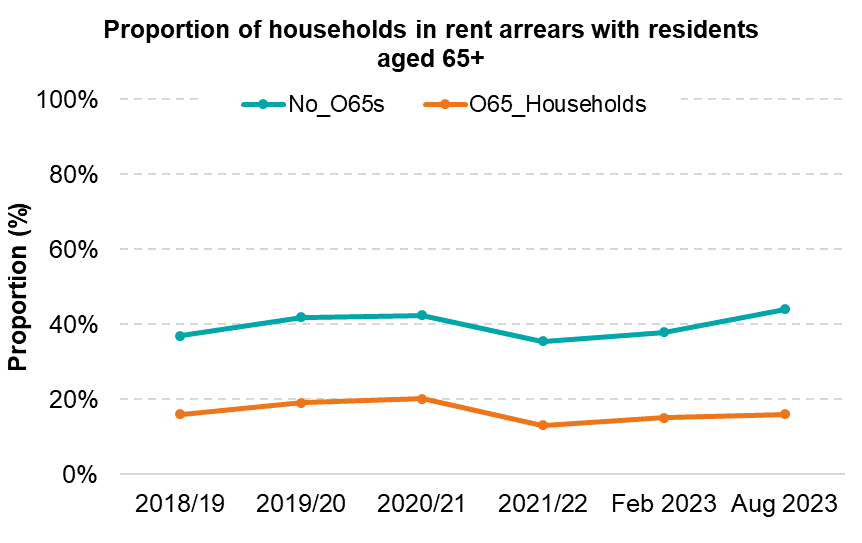 Proportion of households in rent arrears with residents
aged 65+
No_O65s
O65_Households
100%
80%
60%
40%
20%
0%
Proportion (%)
2018/19
2019/20
2020/21
2021/22
Feb 2023
Aug 2023